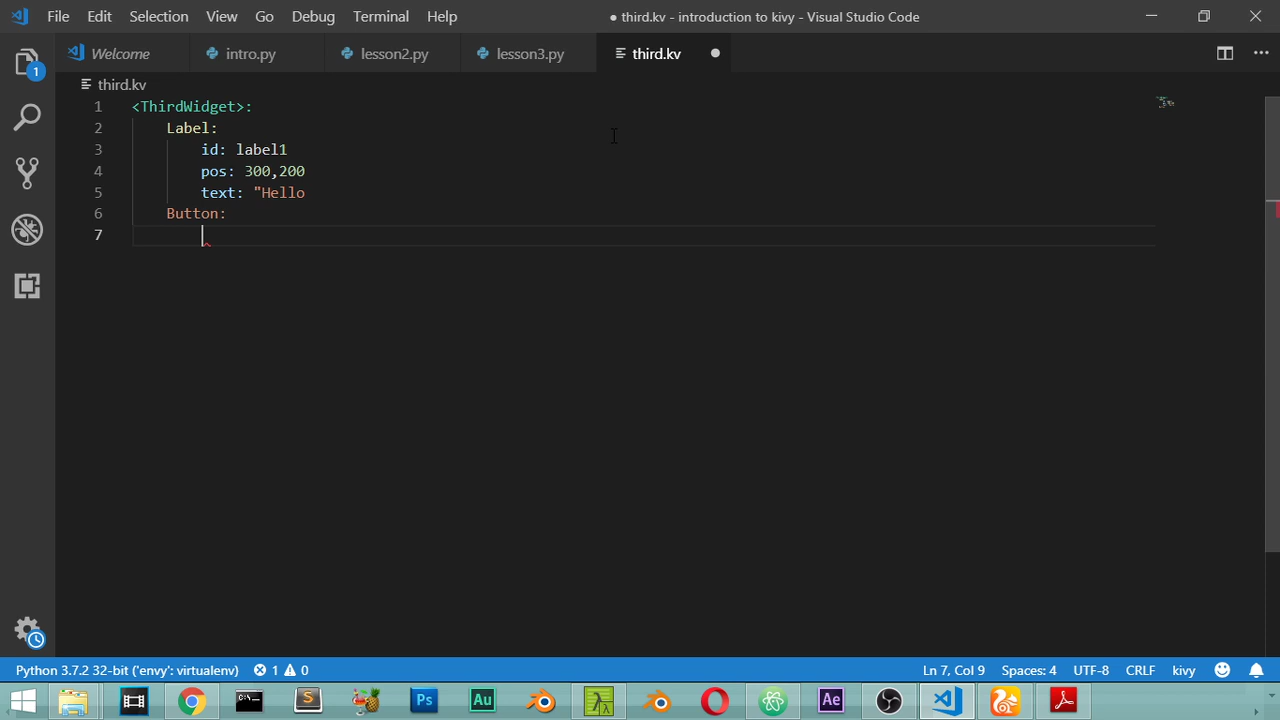 File Edit Selection View Go Debug Terminal Help ● third.kv - introduction to kivy - Visual Studio Code
Welcome intro.py lesson2.py lesson3.py third.kv
third.kv
1 <ThirdWidget>:
2 Label:
3 id: label1
4 pos: 300,200
5 text: "Hello
6 Button:
7
1
Python 3.7.2 32-bit ('envy': virtualenv) 1 0 Ln 7, Col 9 Spaces: 4 UTF-8 CRLF kivy
S Ps Au λ Ae